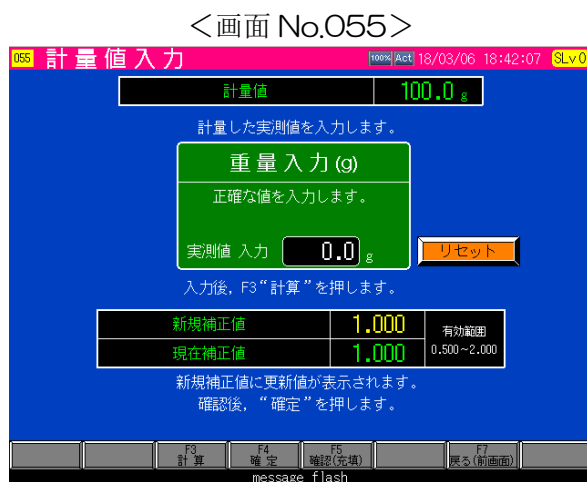 ＜画面 No.055＞
055 計量値入力 100% Act 18/03/06 18:42:07 SLv0
計量値 100.0 g
計量した実測値を入力します。
重量入力(g)
正確な値を入力します。
実測値 入力 0.0 g
リセット
入力後, F3“計算”を押します。
新規補正値 1.000
現在補正値 1.000
有効範囲
0.500～2.000
新規補正値に更新値が表示されます。
確認後, “確定”を押します。
F3 F4 F5 F7
計 算 確 定 確認(充填) 戻る(前画面)
message flash